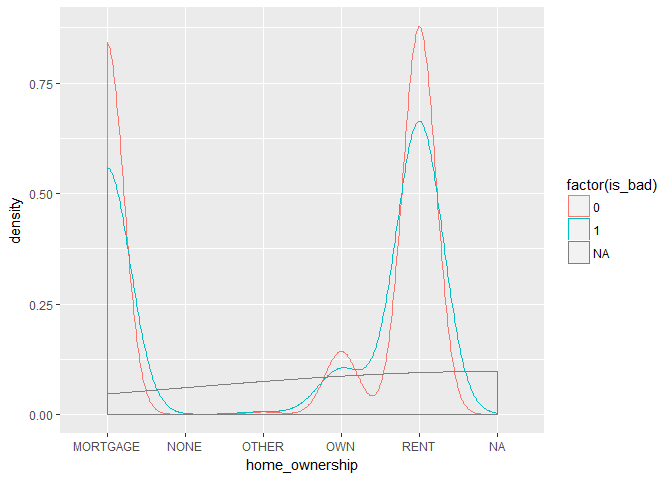 0.75
0.50
0.25
0.00
density
MORTGAGE NONE OTHER OWN RENT NA
home_ownership
factor(is_bad)
0
1
NA